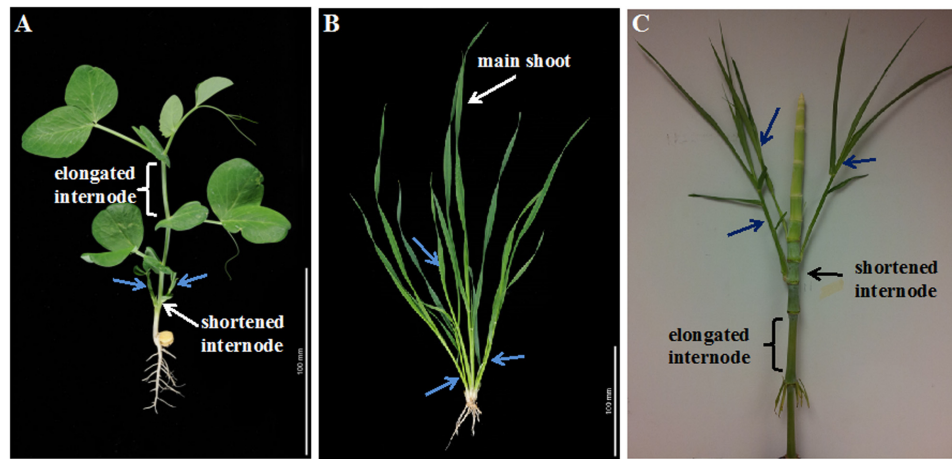 A
elongated
internode
shortened
internode
100 mm
B
main shoot
100 mm
C
shortened
internode
elongated
internode